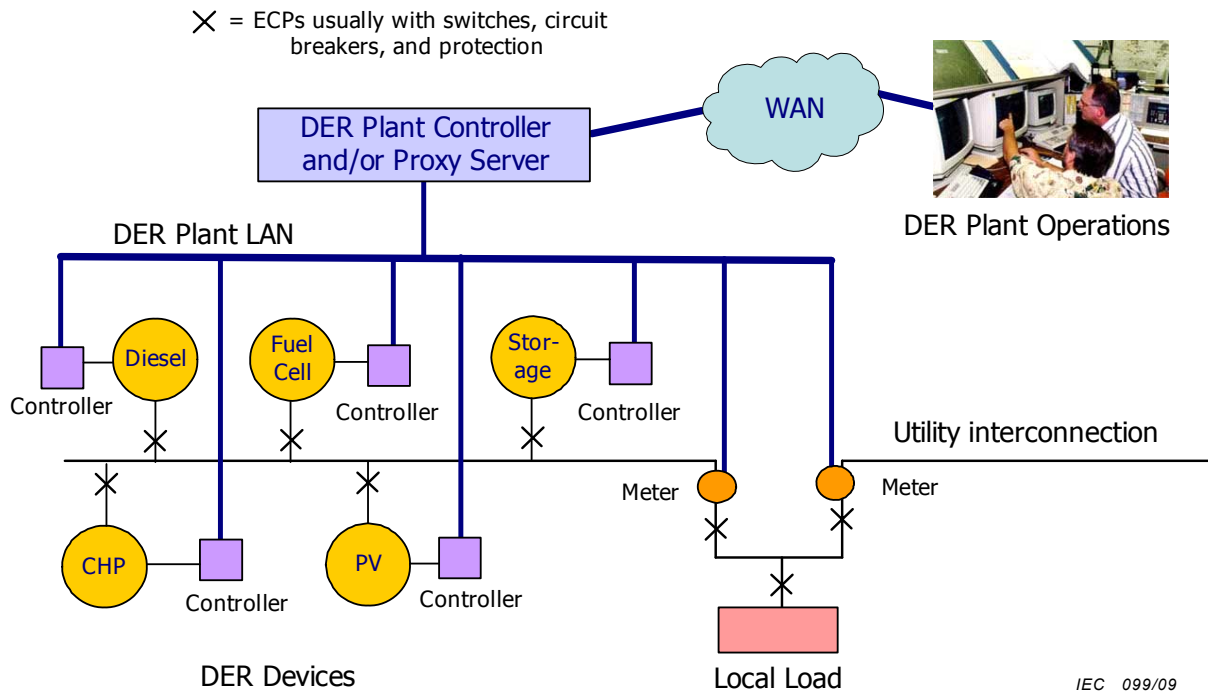 = ECPs usually with switches, circuit
breakers, and protection
WAN
DER Plant Controller
and/or Proxy Server
DER Plant Operations
DER Plant LAN
Diesel
Fuel
Cell
Stor-
age
Controller
Controller
Controller
Utility interconnection
Meter
Meter
CHP
PV
Controller
Controller
DER Devices
Local Load
IEC 099/09